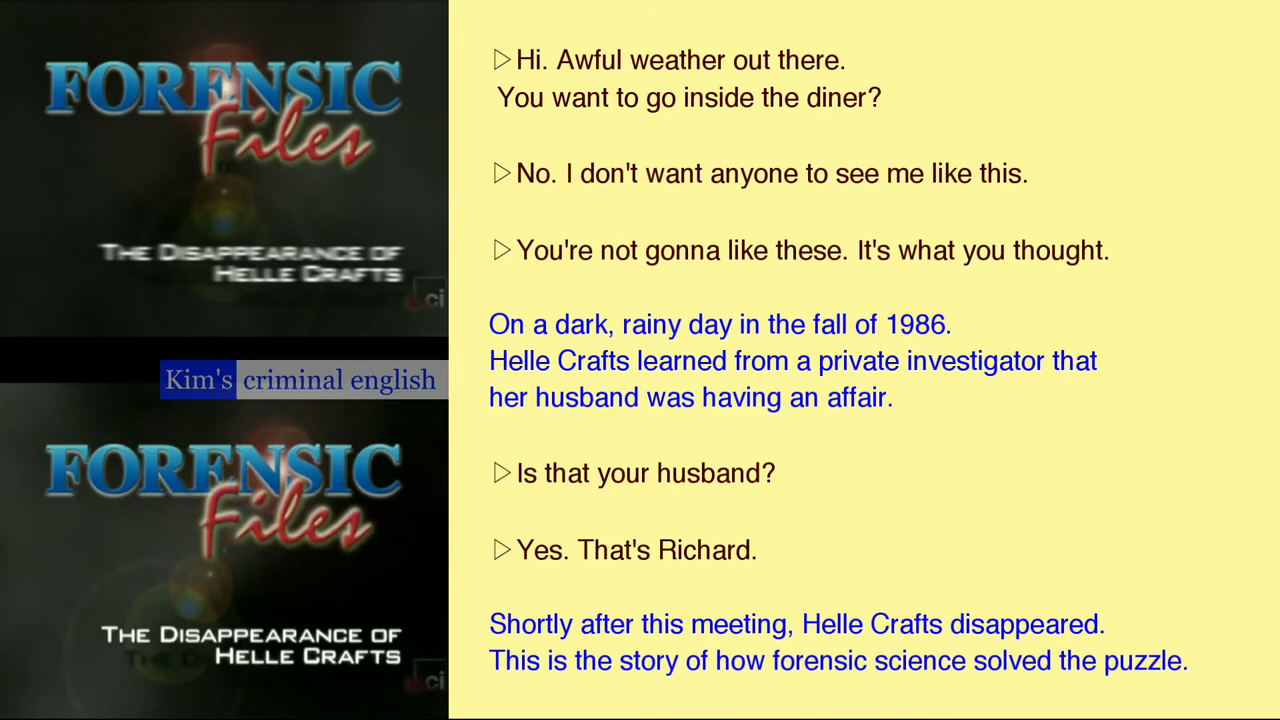 FORENSIC
Files
THE DISAPPEARANCE OF
HELLE CRAFTS
ci
Kim's criminal english
FORENSIC
Files
THE DISAPPEARANCE OF
HELLE CRAFTS
ci
▷Hi. Awful weather out there.
You want to go inside the diner?
▷No. I don't want anyone to see me like this.
▷You're not gonna like these. It's what you thought.
On a dark, rainy day in the fall of 1986.
Helle Crafts learned from a private investigator that
her husband was having an affair.
▷Is that your husband?
▷Yes. That's Richard.
Shortly after this meeting, Helle Crafts disappeared.
This is the story of how forensic science solved the puzzle.